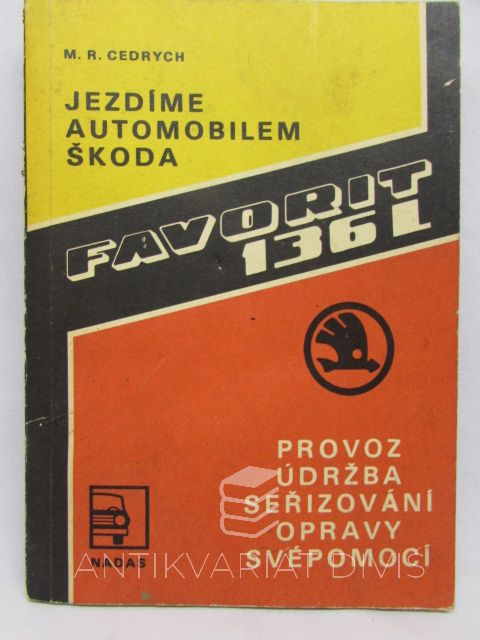 M. R. CEDRYCH
JEZDÍME
AUTOMOBILEM
ŠKODA
FAVORIT
136 L
PROVOZ
ÚDRŽBA
SEŘIZOVÁNÍ
OPRAVY
SVÉPOMOCÍ
NADAS
ANTIKVARIÁT DIVIŠ